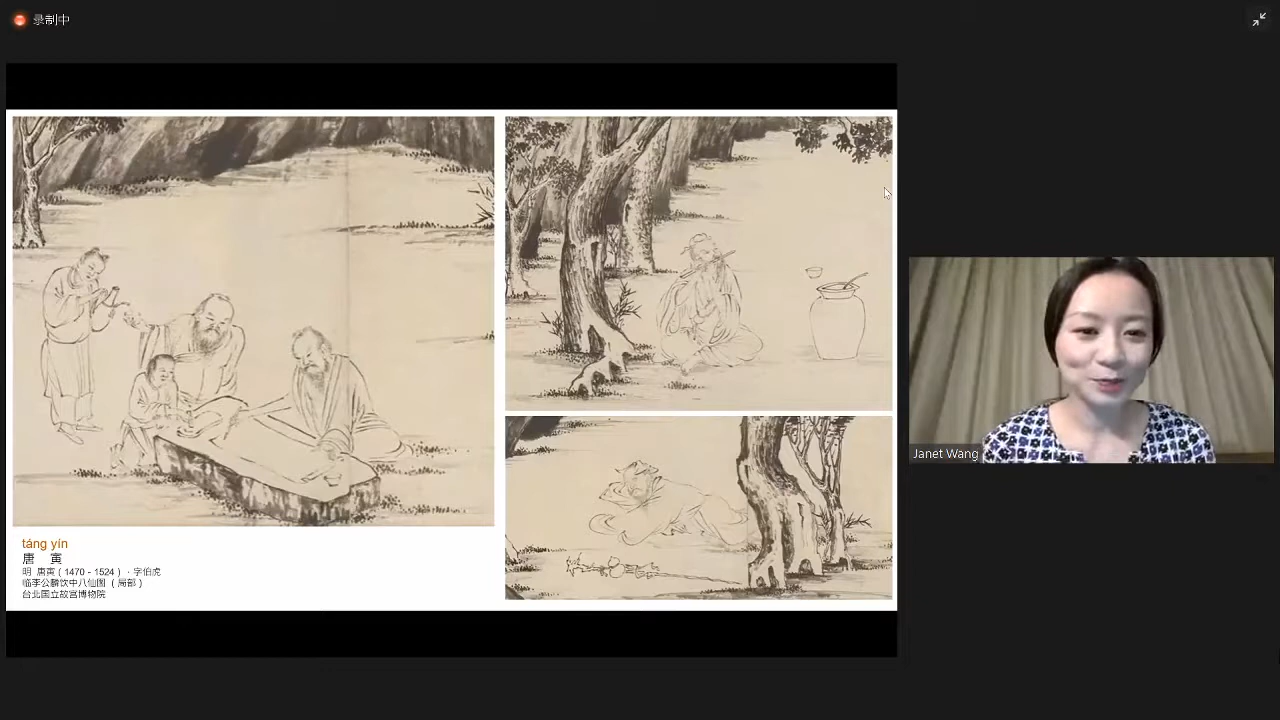 录制中
táng yín
唐 寅
明 唐寅 ( 1470 - 1524 ) · 字伯虎
临李公麟饮中八仙图 （ 局部 ）
台北国立故宫博物院
Janet Wang